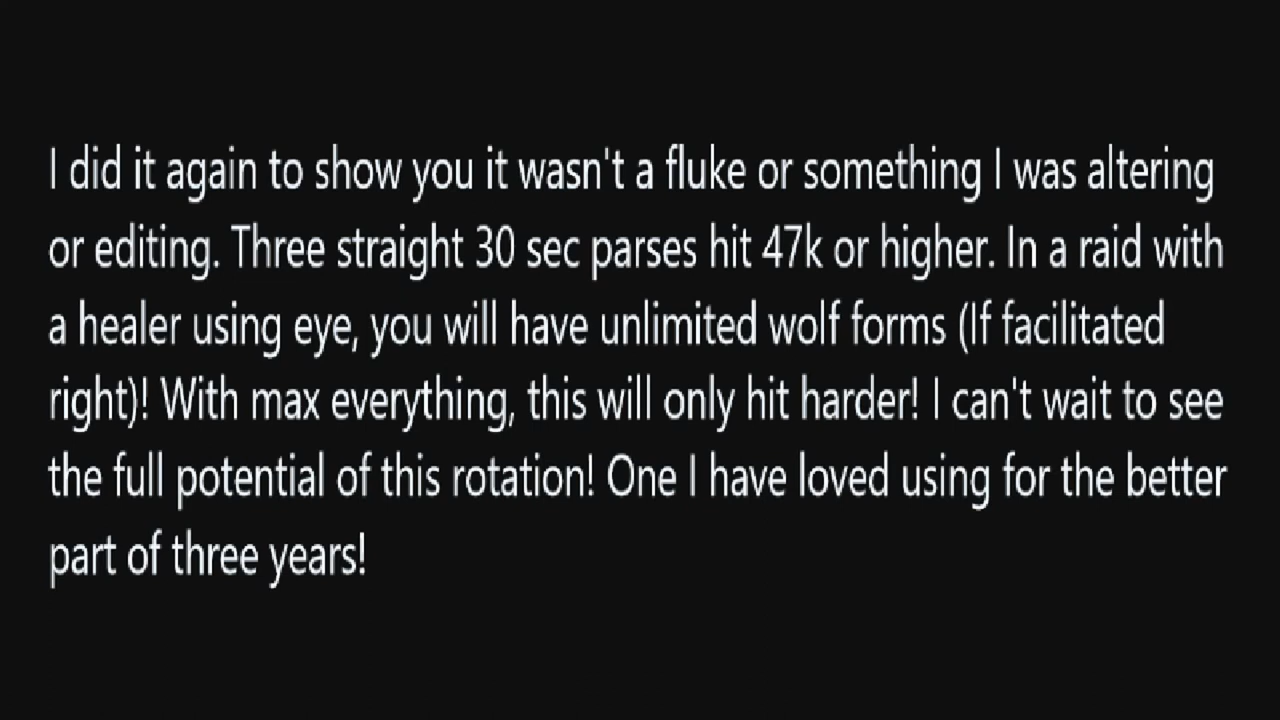 I did it again to show you it wasn't a fluke or something I was altering
or editing. Three straight 30 sec parses hit 47k or higher. In a raid with
a healer using eye, you will have unlimited wolf forms (If facilitated
right)! With max everything, this will only hit harder! I can't wait to see
the full potential of this rotation! One I have loved using for the better
part of three years!